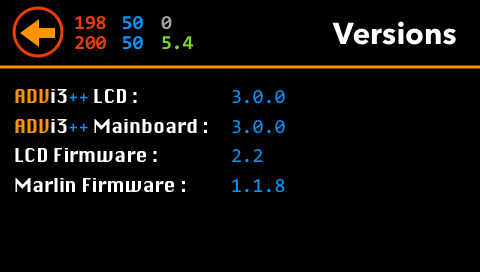 198 50 0
200 50 5.4
Versions
ADVi3++ LCD : 3.0.0
ADVi3++ Mainboard : 3.0.0
LCD Firmware : 2.2
Marlin Firmware : 1.1.8